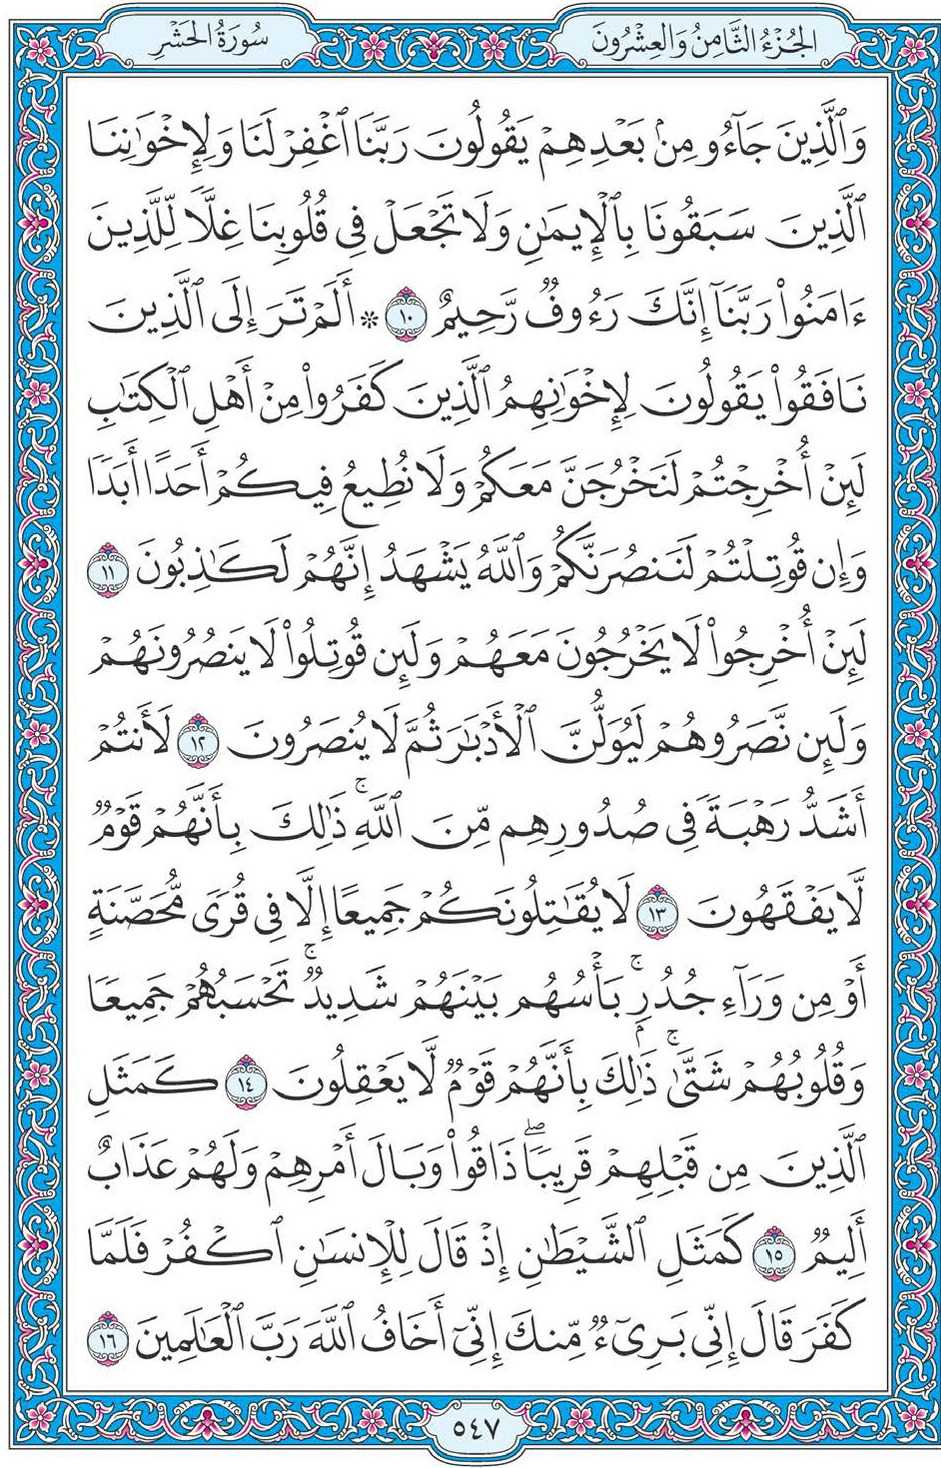 الجُزْءُ الثَّامِنُ وَالعِشْرُونَ
سُورَةُ الحَشْرِ
وَٱلَّذِينَ جَآءُو مِنۢ بَعْدِهِمْ يَقُولُونَ رَبَّنَا ٱغْفِرْ لَنَا وَلِإِخْوَٰنِنَا
ٱلَّذِينَ سَبَقُونَا بِٱلْإِيمَٰنِ وَلَا تَجْعَلْ فِى قُلُوبِنَا غِلًّا لِّلَّذِينَ
ءَامَنُوا۟ رَبَّنَآ إِنَّكَ رَءُوفٌ رَّحِيمٌ ١٠ * أَلَمْ تَرَ إِلَى ٱلَّذِينَ
نَافَقُوا۟ يَقُولُونَ لِإِخْوَٰنِهِمُ ٱلَّذِينَ كَفَرُوا۟ مِنْ أَهْلِ ٱلْكِتَٰبِ
لَئِنْ أُخْرِجْتُمْ لَنَخْرُجَنَّ مَعَكُمْ وَلَا نُطِيعُ فِيكُمْ أَحَدًا أَبَدًا
وَإِن قُوتِلْتُمْ لَنَنصُرَنَّكُمْ وَٱللَّهُ يَشْهَدُ إِنَّهُمْ لَكَٰذِبُونَ ١١
لَئِنْ أُخْرِجُوا۟ لَا يَخْرُجُونَ مَعَهُمْ وَلَئِن قُوتِلُوا۟ لَا يَنصُرُونَهُمْ
وَلَئِن نَّصَرُوهُمْ لَيُوَلُّنَّ ٱلْأَدْبَٰرَ ثُمَّ لَا يُنصَرُونَ ١٢ لَأَنتُمْ
أَشَدُّ رَهْبَةً فِى صُدُورِهِم مِّنَ ٱللَّهِ ۚ ذَٰلِكَ بِأَنَّهُمْ قَوْمٌ
لَّا يَفْقَهُونَ ١٣ لَا يُقَٰتِلُونَكُمْ جَمِيعًا إِلَّا فِى قُرًى مُّحَصَّنَةٍ
أَوْ مِن وَرَآءِ جُدُرٍۭ ۚ بَأْسُهُم بَيْنَهُمْ شَدِيدٌ ۚ تَحْسَبُهُمْ جَمِيعًا
وَقُلُوبُهُمْ شَتَّىٰ ۚ ذَٰلِكَ بِأَنَّهُمْ قَوْمٌ لَّا يَعْقِلُونَ ١٤ كَمَثَلِ
ٱلَّذِينَ مِن قَبْلِهِمْ قَرِيبًا ۖ ذَاقُوا۟ وَبَالَ أَمْرِهِمْ وَلَهُمْ عَذَابٌ
أَلِيمٌ ١٥ كَمَثَلِ ٱلشَّيْطَٰنِ إِذْ قَالَ لِلْإِنسَٰنِ ٱكْفُرْ فَلَمَّا
كَفَرَ قَالَ إِنِّى بَرِىٓءٌ مِّنكَ إِنِّىٓ أَخَافُ ٱللَّهَ رَبَّ ٱلْعَٰلَمِينَ ١٦
٥٤٧